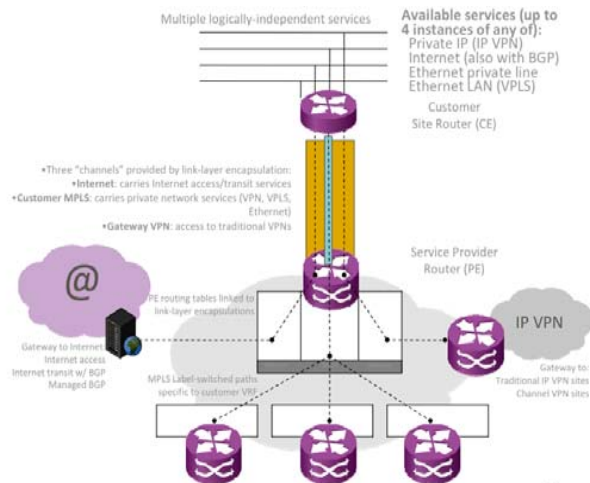 Multiple logically-independent services
Available services (up to
4 instances of any of):
Private IP (IP VPN)
Internet (also with BGP)
Ethernet private line
Ethernet LAN (VPLS)
Customer
Site Router (CE)
•Three "channels" provided by link-layer encapsulation:
•Internet: carries Internet access/transit services
•Customer MPLS: carries private network services (VPN, VPLS,
Ethernet)
•Gateway VPN: access to traditional VPNs
Service Provider
Router (PE)
@
PE routing tables linked to
link-layer encapsulations
IP VPN
Gateway to Internet
Internet access
Internet transit w/ BGP
Managed BGP
Gateway to:
Traditional IP VPN sites
Channel VPN sites
MPLS Label-switched paths
specific to customer VRF